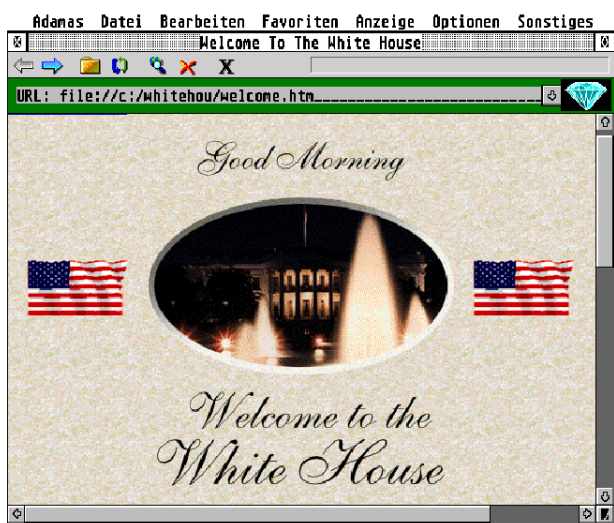 Adamas Datei Bearbeiten Favoriten Anzeige Optionen Sonstiges
Welcome To The White House
X
URL: file://c:/whitehou/welcome.htm
Good Morning
Welcome to the
White House